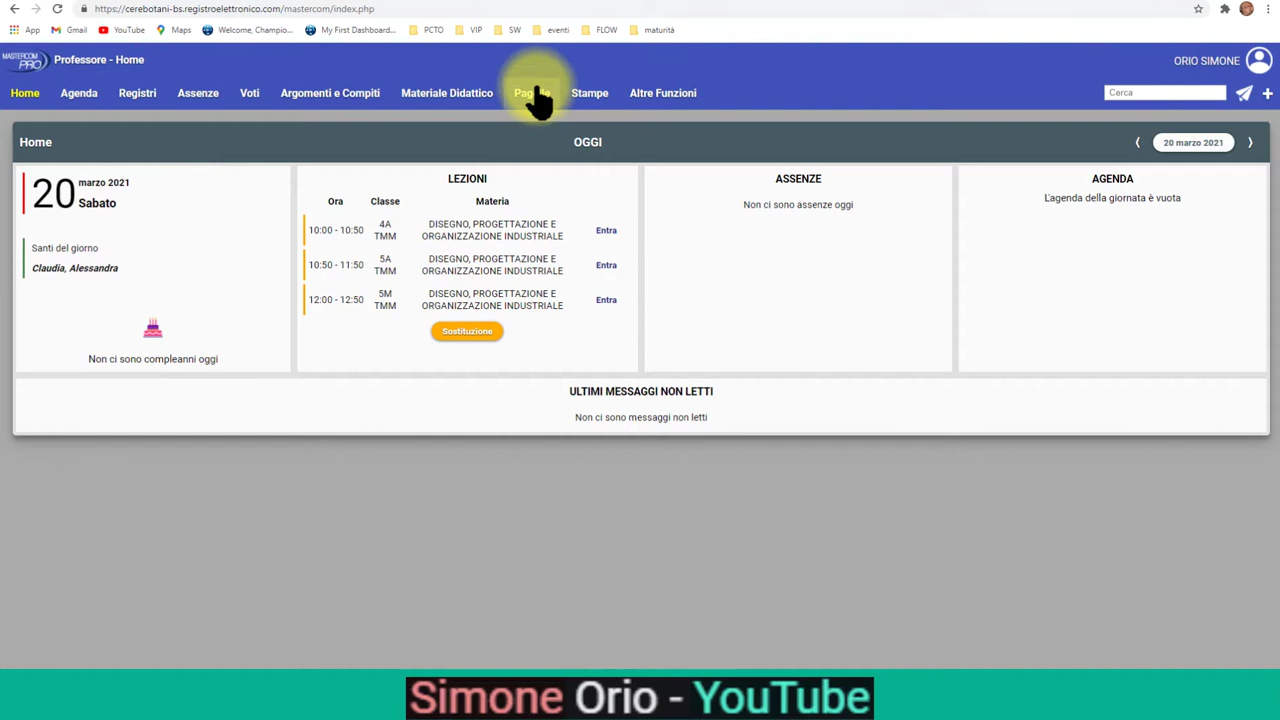 https://cerebotani-bs.registroelettronico.com/mastercom/index.php
App Gmail YouTube Maps Welcome, Champio... My First Dashboard... PCTO VIP SW eventi FLOW maturità
MASTERCOM PRO Professore - Home ORIO SIMONE
Home Agenda Registri Assenze Voti Argomenti e Compiti Materiale Didattico Stampe Altre Funzioni Cerca
Home OGGI 20 marzo 2021
20 marzo 2021
Sabato
Santi del giorno
Claudia, Alessandra
Non ci sono compleanni oggi
LEZIONI
Ora Classe Materia
10:00 - 10:50 4A TMM DISEGNO, PROGETTAZIONE E ORGANIZZAZIONE INDUSTRIALE Entra
10:50 - 11:50 5A TMM DISEGNO, PROGETTAZIONE E ORGANIZZAZIONE INDUSTRIALE Entra
12:00 - 12:50 5M TMM DISEGNO, PROGETTAZIONE E ORGANIZZAZIONE INDUSTRIALE Entra
Sostituzione
ASSENZE
Non ci sono assenze oggi
AGENDA
L'agenda della giornata è vuota
ULTIMI MESSAGGI NON LETTI
Non ci sono messaggi non letti
Simone Orio - YouTube